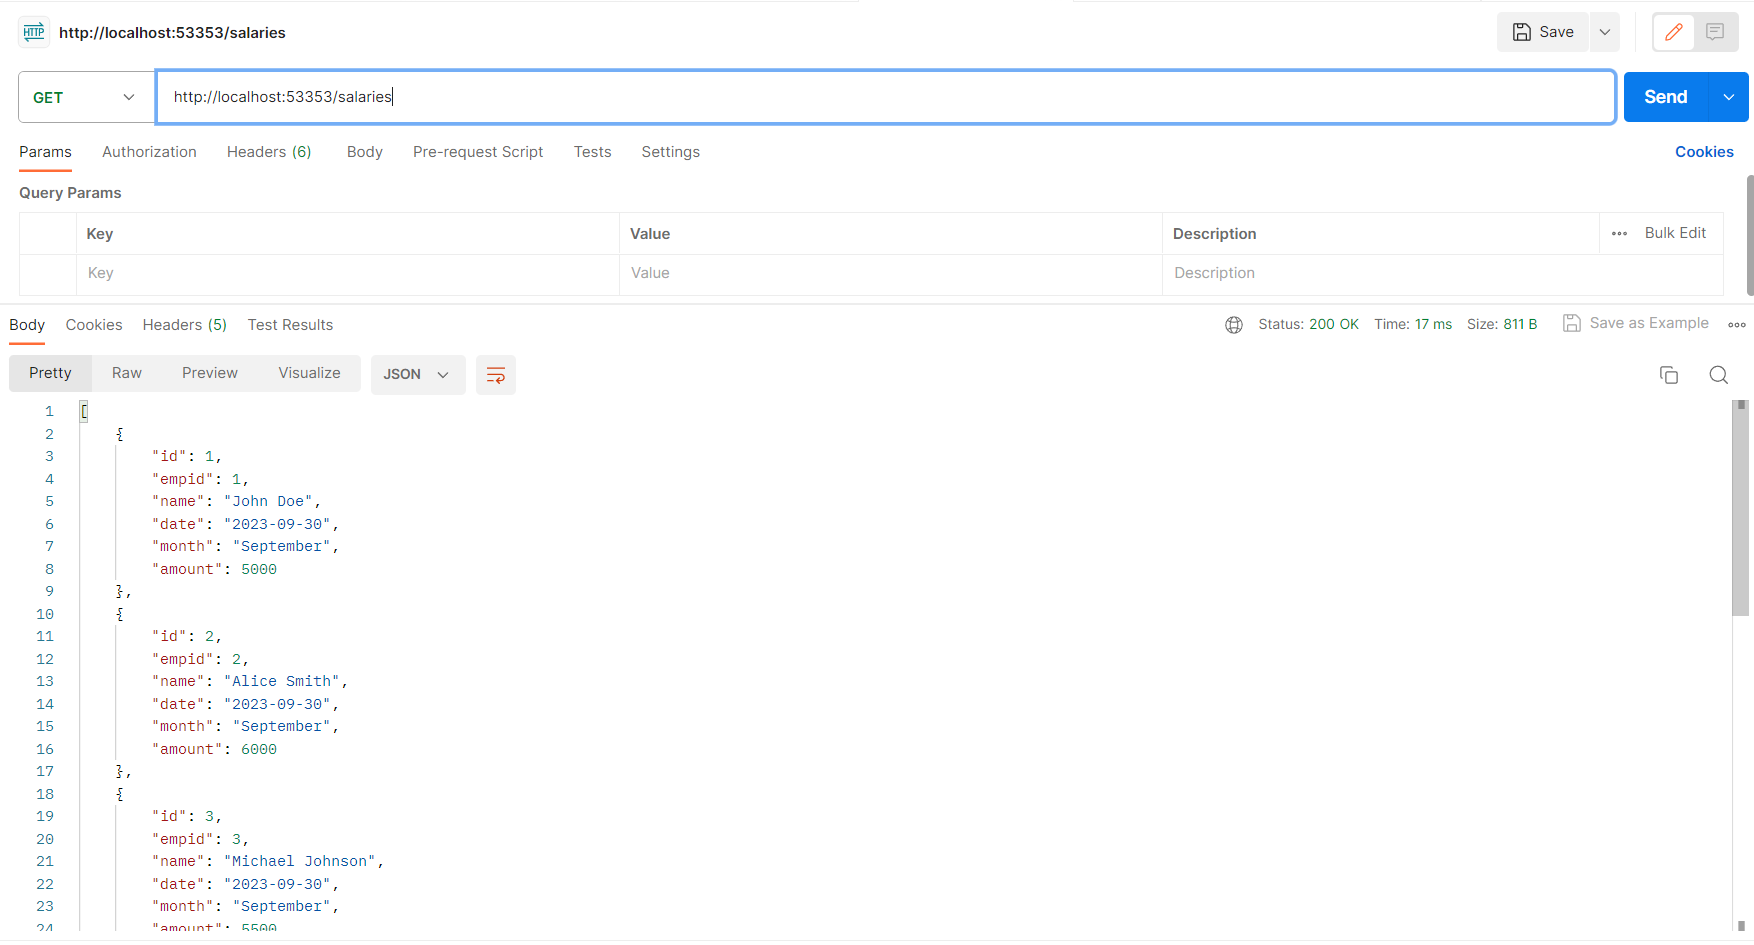 HTTP http://localhost:53353/salaries Save
GET http://localhost:53353/salaries Send
Params Authorization Headers (6) Body Pre-request Script Tests Settings Cookies
Query Params
Key Value Description Bulk Edit
Key Value Description
Body Cookies Headers (5) Test Results Status: 200 OK Time: 17 ms Size: 811 B Save as Example
Pretty Raw Preview Visualize JSON
1 [
2 {
3 "id": 1,
4 "empid": 1,
5 "name": "John Doe",
6 "date": "2023-09-30",
7 "month": "September",
8 "amount": 5000
9 },
10 {
11 "id": 2,
12 "empid": 2,
13 "name": "Alice Smith",
14 "date": "2023-09-30",
15 "month": "September",
16 "amount": 6000
17 },
18 {
19 "id": 3,
20 "empid": 3,
21 "name": "Michael Johnson",
22 "date": "2023-09-30",
23 "month": "September",
24 "amount": 5500